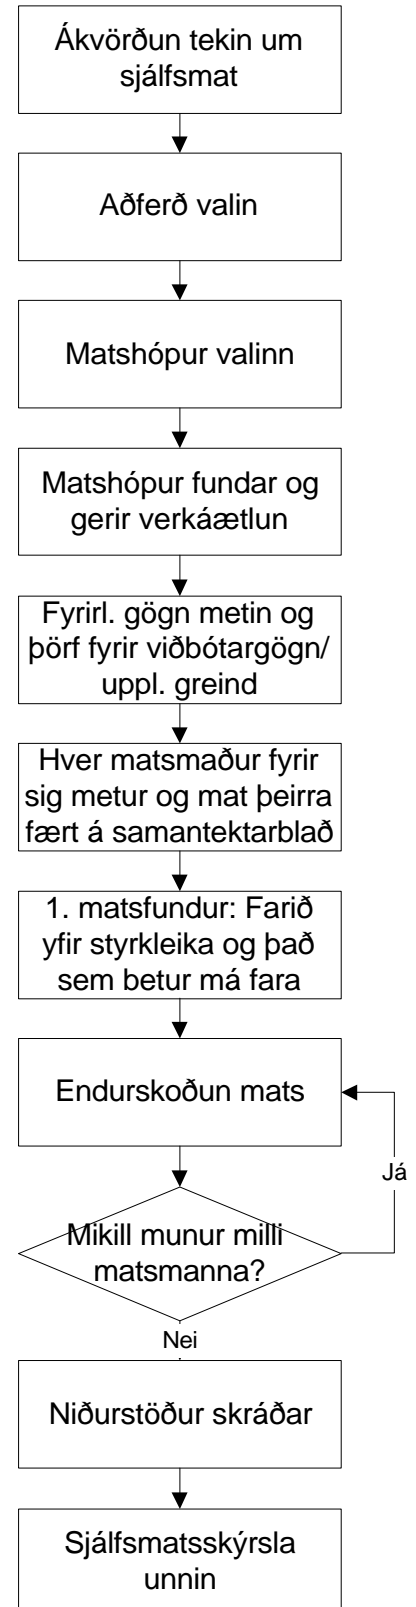 Ákvörðun tekin um
sjálfsmat
Aðferð valin
Matshópur valinn
Matshópur fundar og
gerir verkáætlun
Fyrirl. gögn metin og
þörf fyrir viðbótargögn/
uppl. greind
Hver matsmaður fyrir
sig metur og mat þeirra
fært á samantektarblað
1. matsfundur: Farið
yfir styrkleika og það
sem betur má fara
Endurskoðun mats
Já
Mikill munur milli
matsmanna?
Nei
Niðurstöður skráðar
Sjálfsmatsskýrsla
unnin